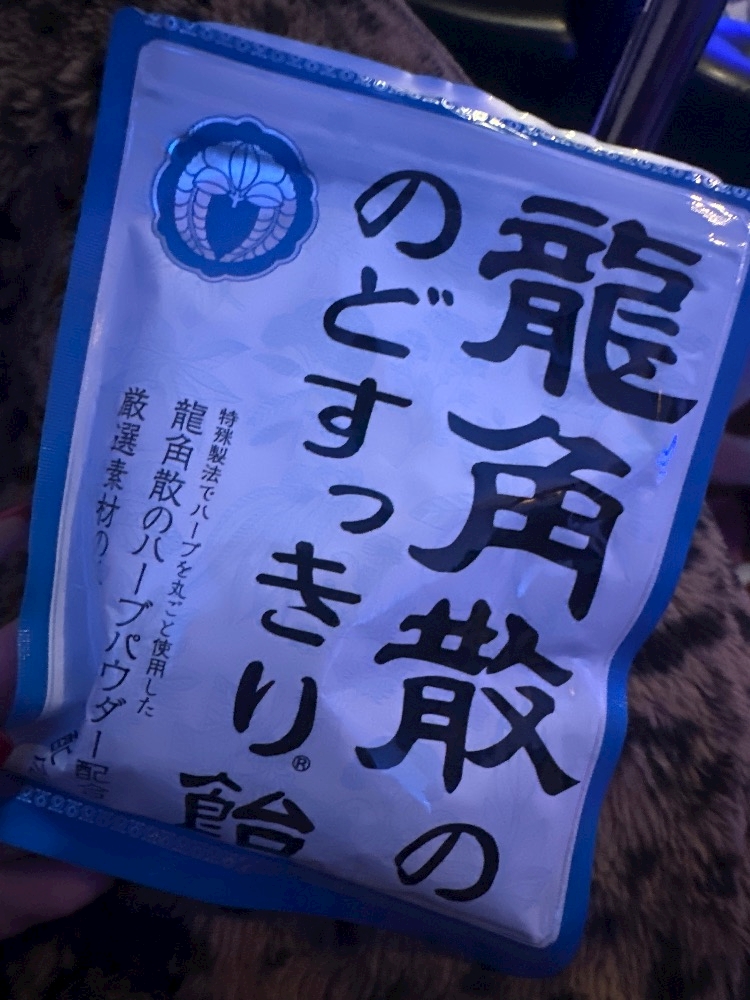 龍角散の
のどすっきり飴®
特殊製法でハーブを丸ごと使用した
龍角散のハーブパウダー配合
厳選素材の